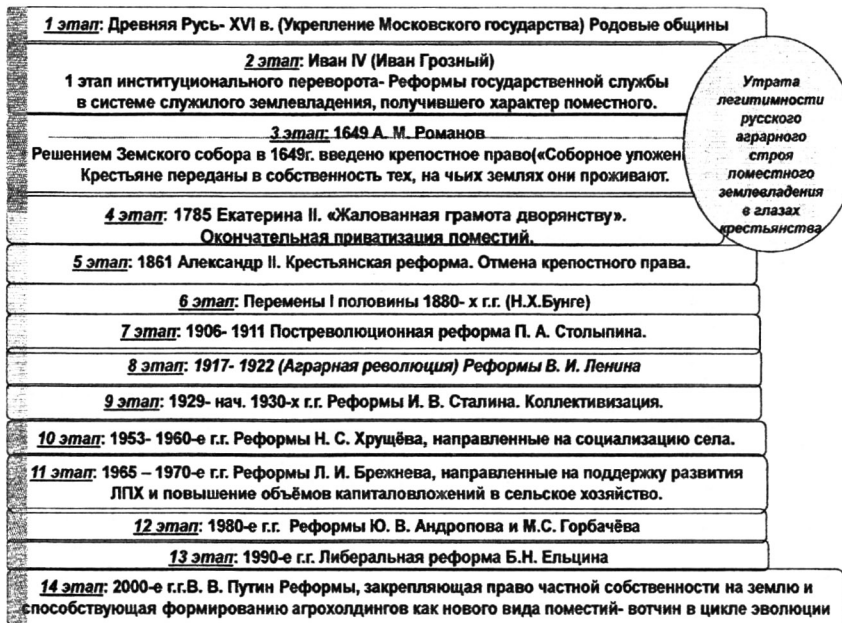 1 этап: Древняя Русь- XVI в. (Укрепление Московского государства) Родовые общины
2 этап: Иван IV (Иван Грозный)
1 этап институционального переворота- Реформы государственной службы
в системе служилого землевладения, получившего характер поместного.
3 этап: 1649 А. М. Романов
Решением Земского собора в 1649г. введено крепостное право(«Соборное уложен
Крестьяне переданы в собственность тех, на чьих землях они проживают.
4 этап: 1785 Екатерина II. «Жалованная грамота дворянству».
Окончательная приватизация поместий.
Утрата
легитимности
русского
аграрного
строя
поместного
землевладения
в глазах
крестьянства
5 этап: 1861 Александр II. Крестьянская реформа. Отмена крепостного права.
6 этап: Перемены I половины 1880- х г.г. (Н.Х.Бунге)
7 этап: 1906- 1911 Постреволюционная реформа П. А. Столыпина.
8 этап: 1917- 1922 (Аграрная революция) Реформы В. И. Ленина
9 этап: 1929- нач. 1930-х г.г. Реформы И. В. Сталина. Коллективизация.
10 этап: 1953- 1960-е г.г. Реформы Н. С. Хрущёва, направленные на социализацию села.
11 этап: 1965 – 1970-е г.г. Реформы Л. И. Брежнева, направленные на поддержку развития
ЛПХ и повышение объёмов капиталовложений в сельское хозяйство.
12 этап: 1980-е г.г. Реформы Ю. В. Андропова и М.С. Горбачёва
13 этап: 1990-е г.г. Либеральная реформа Б.Н. Ельцина
14 этап: 2000-е г.г.В. В. Путин Реформы, закрепляющая право частной собственности на землю и
способствующая формированию агрохолдингов как нового вида поместий- вотчин в цикле эволюции